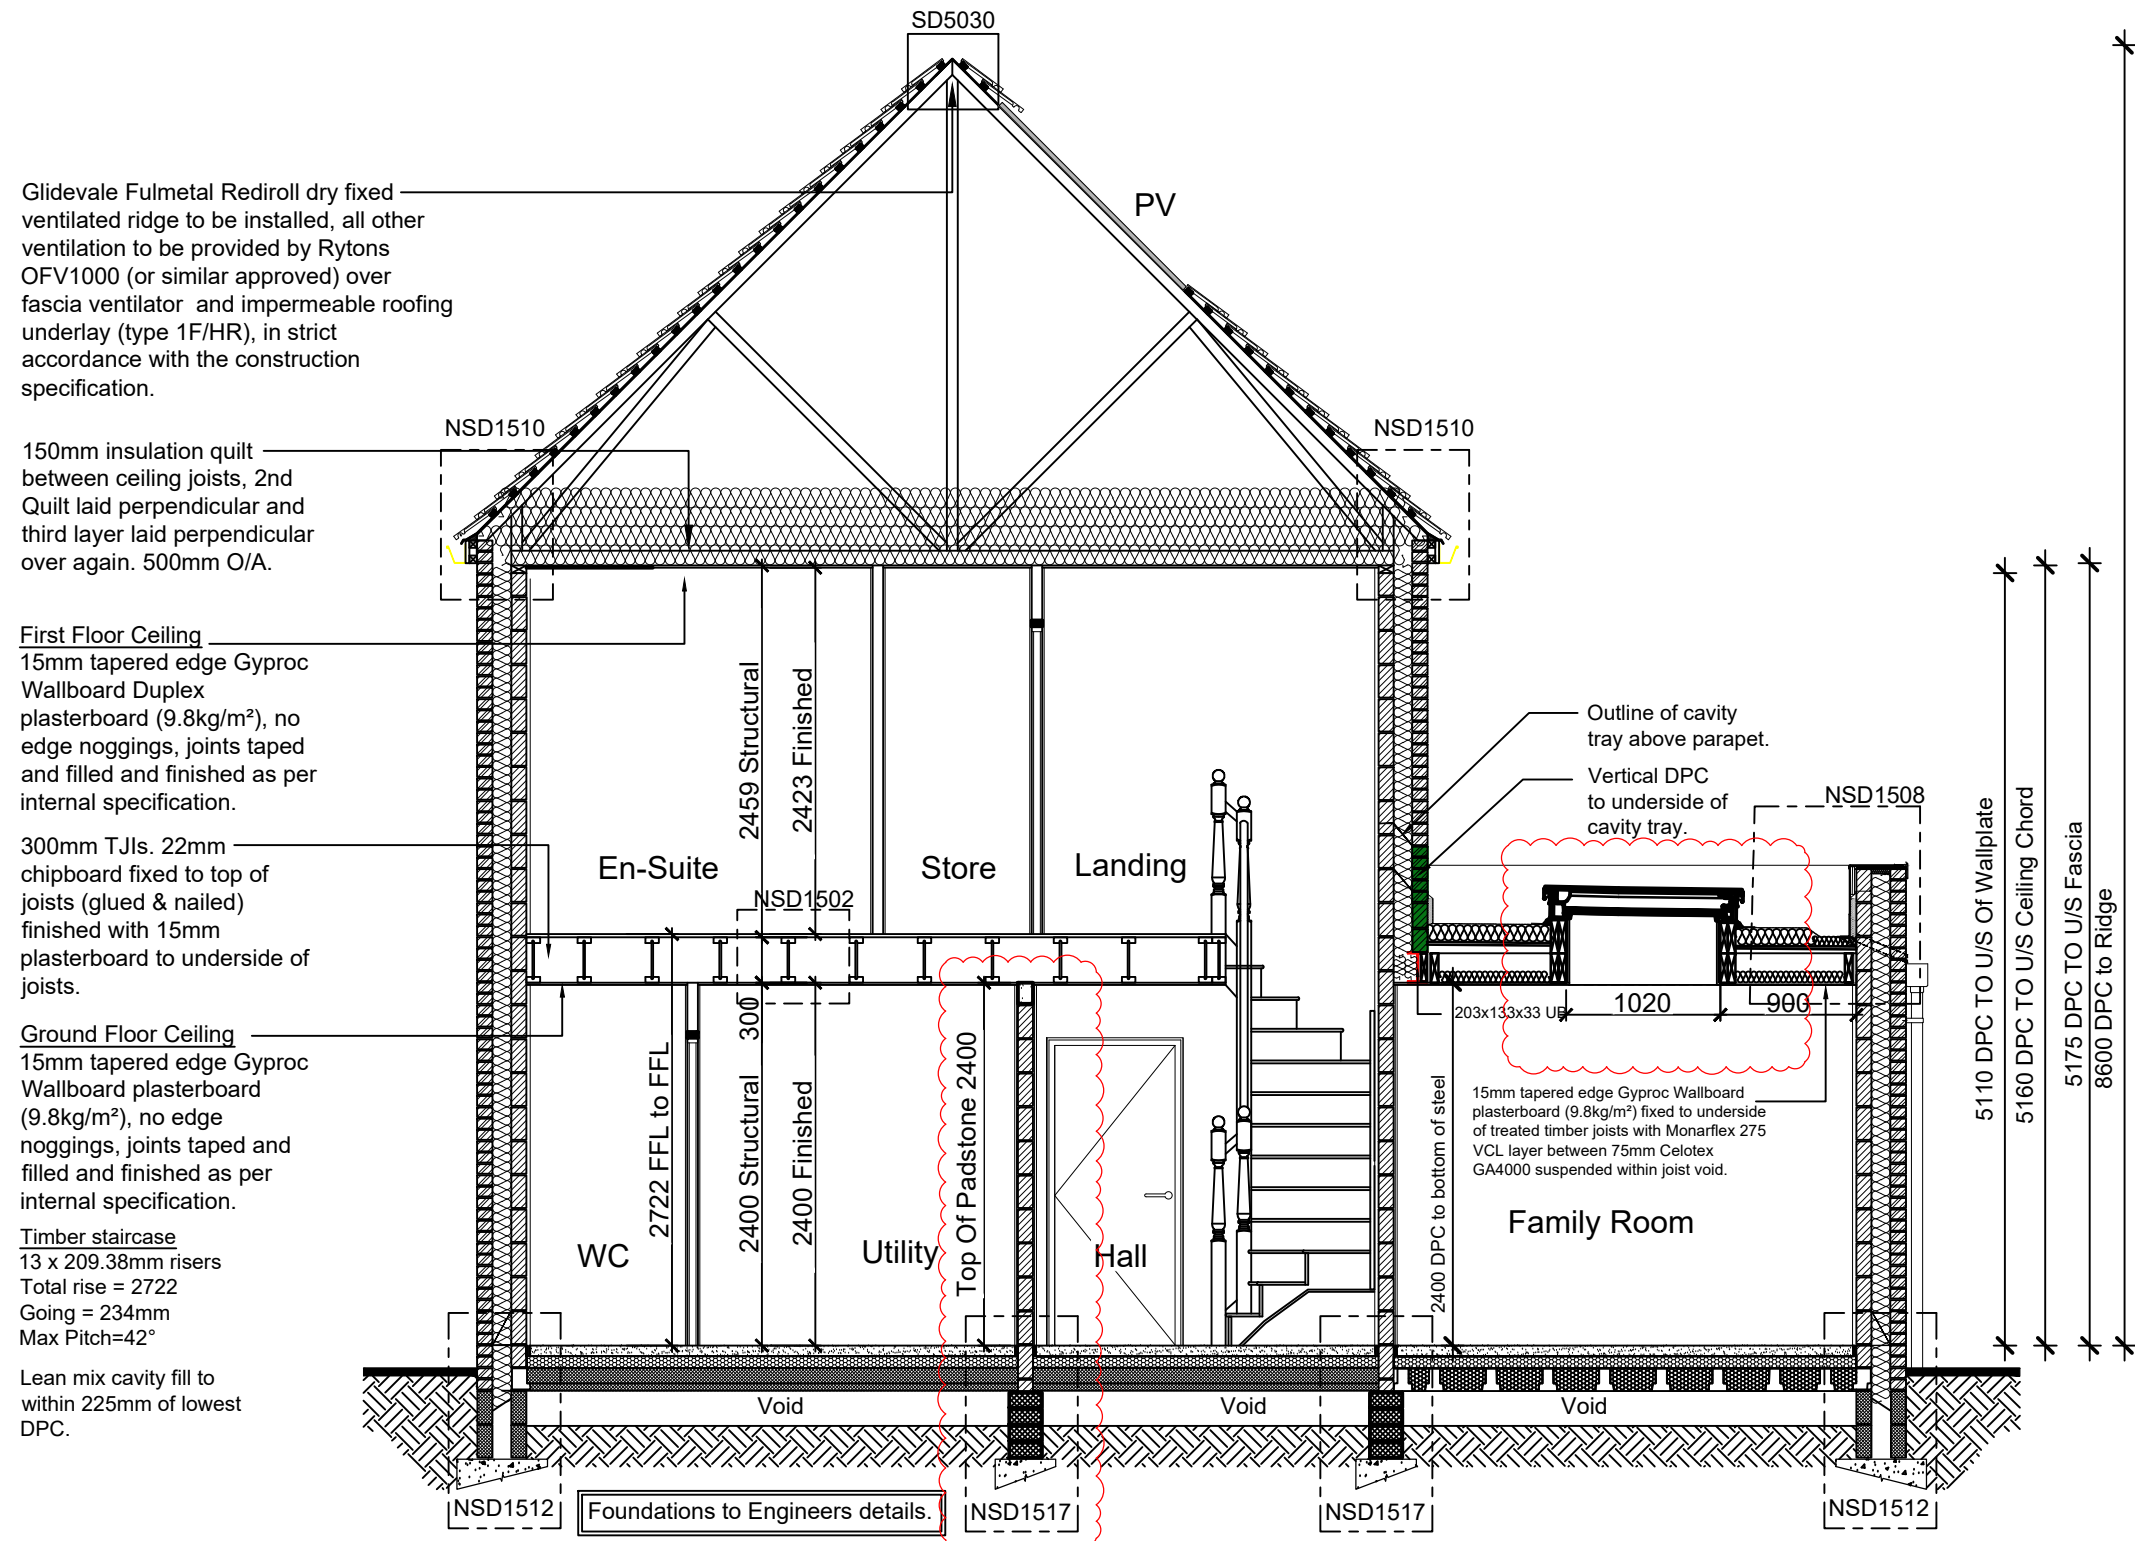 SD5030
Glidevale Fulmetal Rediroll dry fixed
ventilated ridge to be installed, all other
ventilation to be provided by Rytons
OFV1000 (or similar approved) over
fascia ventilator and impermeable roofing
underlay (type 1F/HR), in strict
accordance with the construction
specification.
PV
NSD1510
NSD1510
150mm insulation quilt
between ceiling joists, 2nd
Quilt laid perpendicular and
third layer laid perpendicular
over again. 500mm O/A.
First Floor Ceiling
15mm tapered edge Gyproc
Wallboard Duplex
plasterboard (9.8kg/m²), no
edge noggings, joints taped
and filled and finished as per
internal specification.
300mm TJIs. 22mm
chipboard fixed to top of
joists (glued & nailed)
finished with 15mm
plasterboard to underside of
joists.
Ground Floor Ceiling
15mm tapered edge Gyproc
Wallboard plasterboard
(9.8kg/m²), no edge
noggings, joints taped and
filled and finished as per
internal specification.
Timber staircase
13 x 209.38mm risers
Total rise = 2722
Going = 234mm
Max Pitch=42°
Lean mix cavity fill to
within 225mm of lowest
DPC.
2459 Structural
2423 Finished
En-Suite
Store
Landing
NSD1502
Outline of cavity
tray above parapet.
Vertical DPC
to underside of
cavity tray.
NSD1508
203x133x33 UB
1020
900
2722 FFL to FFL
300
2400 Structural
2400 Finished
Top Of Padstone 2400
2400 DPC to bottom of steel
15mm tapered edge Gyproc Wallboard
plasterboard (9.8kg/m²) fixed to underside
of treated timber joists with Monarflex 275
VCL layer between 75mm Celotex
GA4000 suspended within joist void.
WC
Utility
Hall
Family Room
5110 DPC TO U/S Of Wallplate
5160 DPC TO U/S Ceiling Chord
5175 DPC TO U/S Fascia
8600 DPC to Ridge
Void
Void
Void
NSD1512
Foundations to Engineers details.
NSD1517
NSD1517
NSD1512